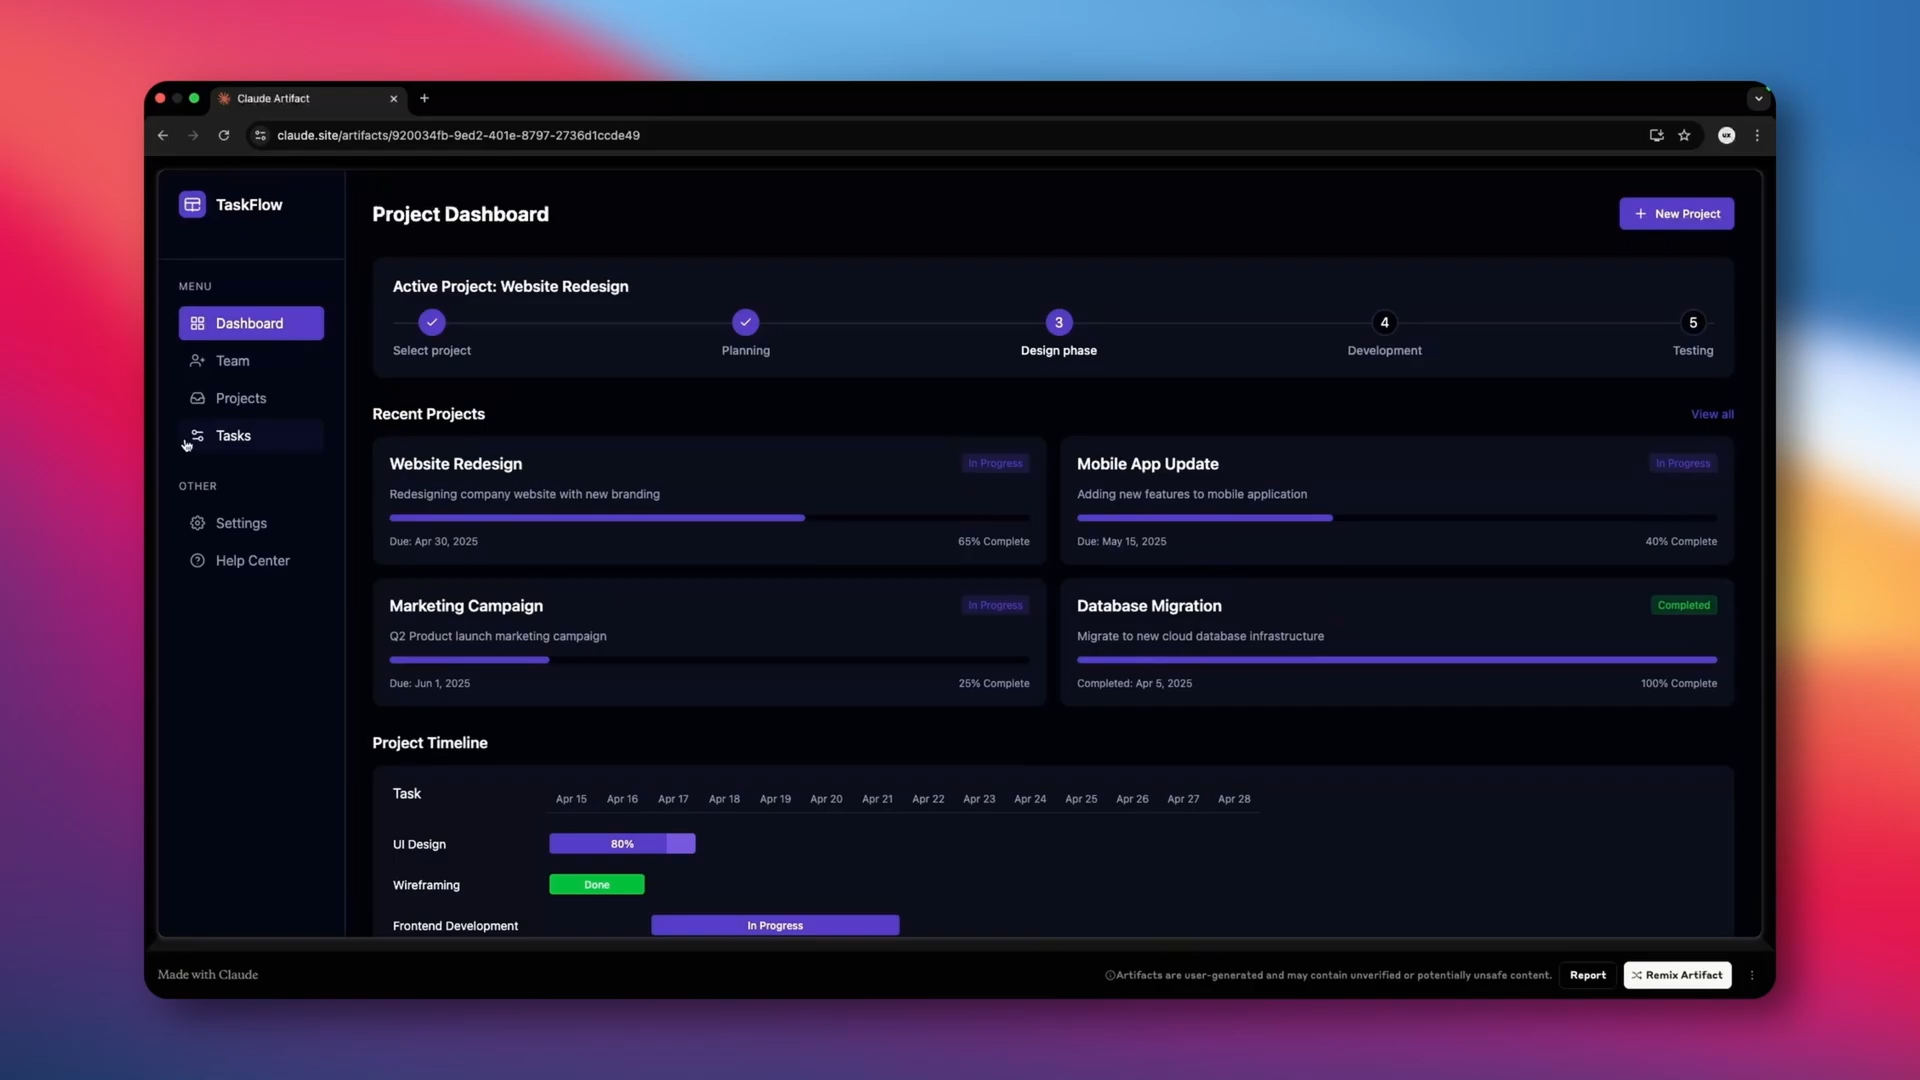 Claude Artifact
claude.site/artifacts/920034fb-9ed2-401e-8797-2736d1ccde49
UX
TaskFlow
MENU
Dashboard
Team
Projects
Tasks
OTHER
Settings
Help Center
Project Dashboard
New Project
Active Project: Website Redesign
3
4
5
Select project
Planning
Design phase
Development
Testing
Recent Projects
View all
Website Redesign
In Progress
Redesigning company website with new branding
Due: Apr 30, 2025
65% Complete
Mobile App Update
In Progress
Adding new features to mobile application
Due: May 15, 2025
40% Complete
Marketing Campaign
In Progress
Q2 Product launch marketing campaign
Due: Jun 1, 2025
25% Complete
Database Migration
Completed
Migrate to new cloud database infrastructure
Completed: Apr 5, 2025
100% Complete
Project Timeline
Task
Apr 15 Apr 16 Apr 17 Apr 18 Apr 19 Apr 20 Apr 21 Apr 22 Apr 23 Apr 24 Apr 25 Apr 26 Apr 27 Apr 28
UI Design
80%
Wireframing
Done
Frontend Development
In Progress
Made with Claude
Artifacts are user-generated and may contain unverified or potentially unsafe content.
Report
Remix Artifact